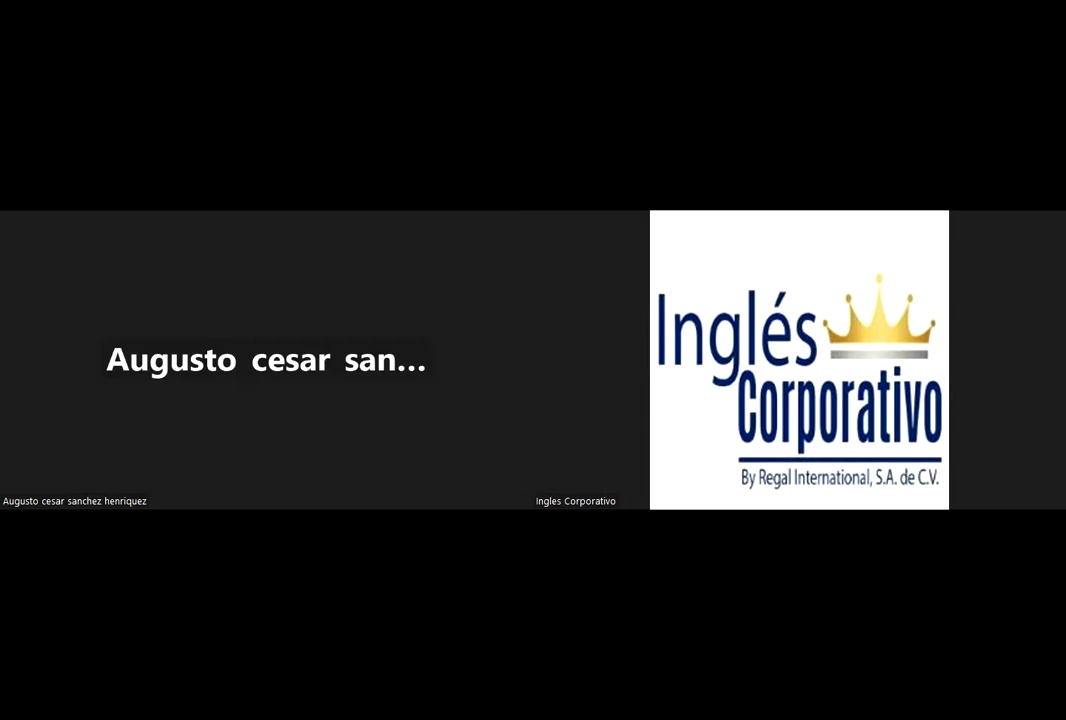 Augusto cesar san...
Augusto cesar sanchez henriquez
Inglés
Corporativo
By Regal International, S.A. de C.V.
Ingles Corporativo